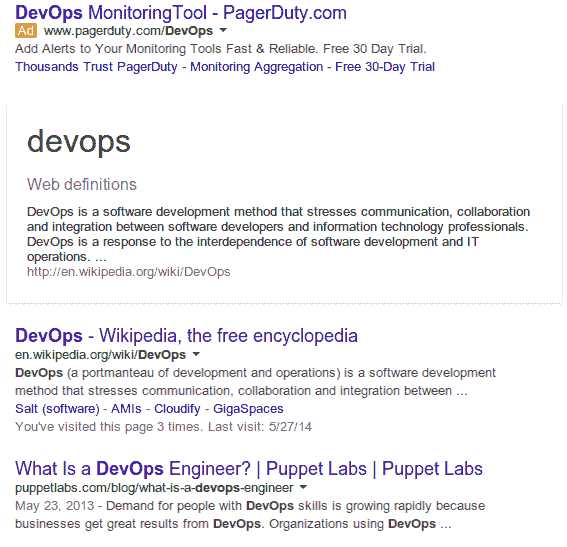 DevOps MonitoringTool - PagerDuty.com
Ad www.pagerduty.com/DevOps
Add Alerts to Your Monitoring Tools Fast & Reliable. Free 30 Day Trial.
Thousands Trust PagerDuty - Monitoring Aggregation - Free 30-Day Trial
devops
Web definitions
DevOps is a software development method that stresses communication, collaboration
and integration between software developers and information technology professionals.
DevOps is a response to the interdependence of software development and IT
operations. ...
http://en.wikipedia.org/wiki/DevOps
DevOps - Wikipedia, the free encyclopedia
en.wikipedia.org/wiki/DevOps
DevOps (a portmanteau of development and operations) is a software development
method that stresses communication, collaboration and integration between ...
Salt (software) - AMIs - Cloudify - GigaSpaces
You've visited this page 3 times. Last visit: 5/27/14
What Is a DevOps Engineer? | Puppet Labs | Puppet Labs
puppetlabs.com/blog/what-is-a-devops-engineer
May 23, 2013 - Demand for people with DevOps skills is growing rapidly because
businesses get great results from DevOps. Organizations using DevOps ...